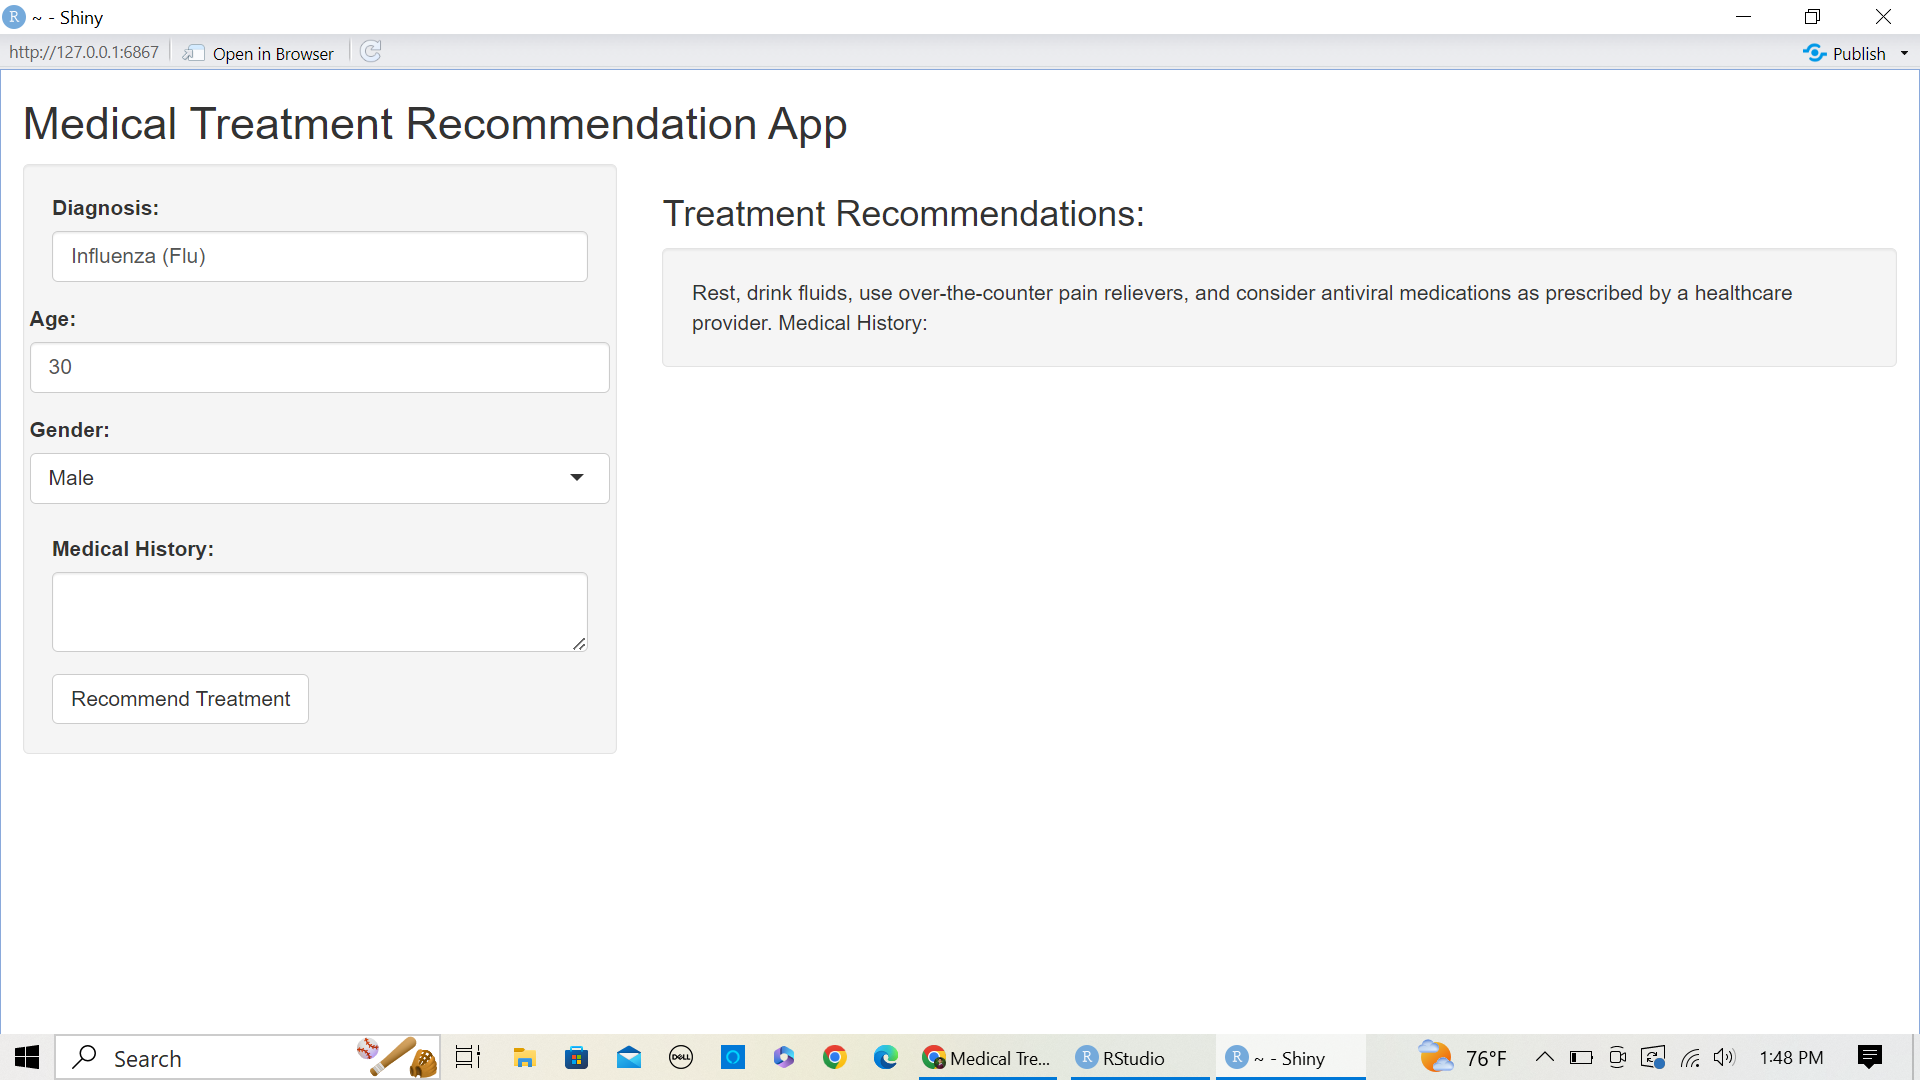 R ~ - Shiny
http://127.0.0.1:6867 Open in Browser Publish
Medical Treatment Recommendation App
Diagnosis:
Influenza (Flu)
Age:
30
Gender:
Male
Medical History:
Recommend Treatment
Treatment Recommendations:
Rest, drink fluids, use over-the-counter pain relievers, and consider antiviral medications as prescribed by a healthcare
provider. Medical History:
Search DELL Medical Tre... R RStudio R ~ - Shiny 76°F 1:48 PM